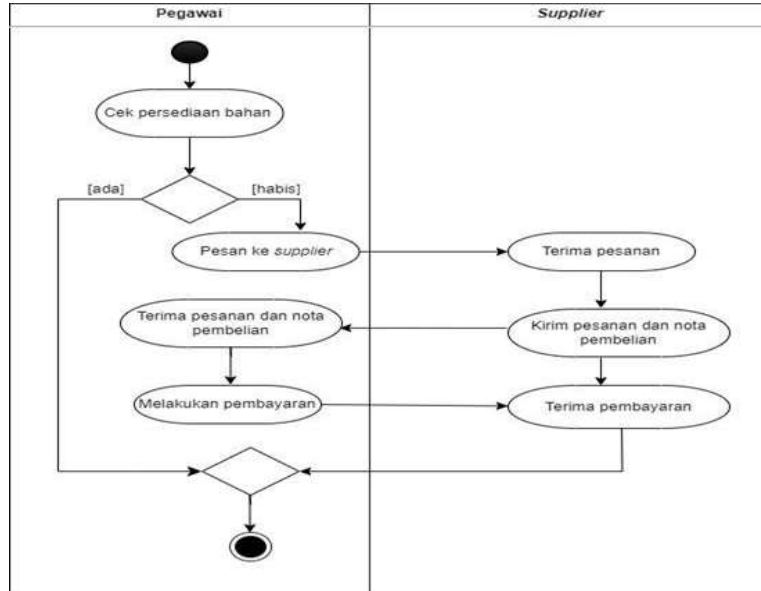 Pegawai
Supplier
Cek persediaan bahan
[ada]
[habis]
Pesan ke supplier
Terima pesanan
Terima pesanan dan nota
pembelian
Kirim pesanan dan nota
pembelian
Melakukan pembayaran
Terima pembayaran